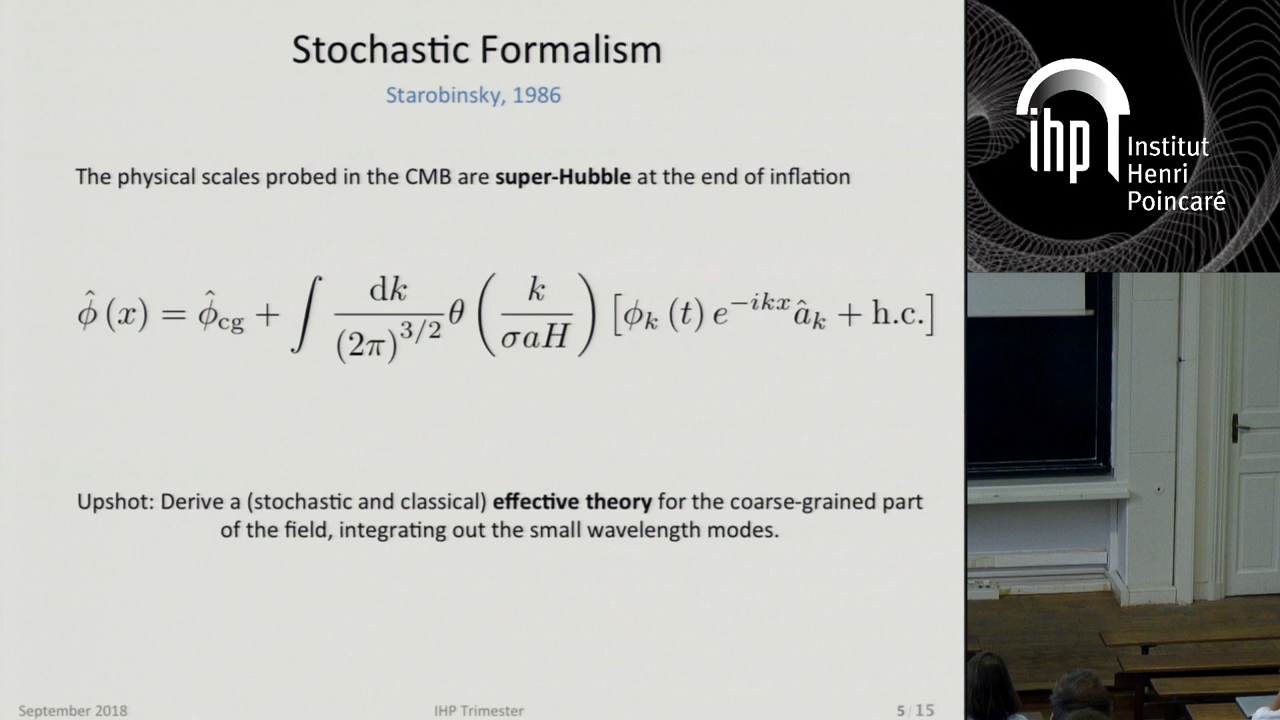 Stochastic Formalism
Starobinsky, 1986
The physical scales probed in the CMB are super-Hubble at the end of inflation
ϕ̂ (x) = ϕ̂_cg + ∫ dk/(2π)^{3/2} θ (k/σaH) [ϕ_k (t) e^{−ikx} â_k + h.c.]
Upshot: Derive a (stochastic and classical) effective theory for the coarse-grained part
of the field, integrating out the small wavelength modes.
September 2018
IHP Trimester
5 / 15
ihp
Institut
Henri
Poincaré